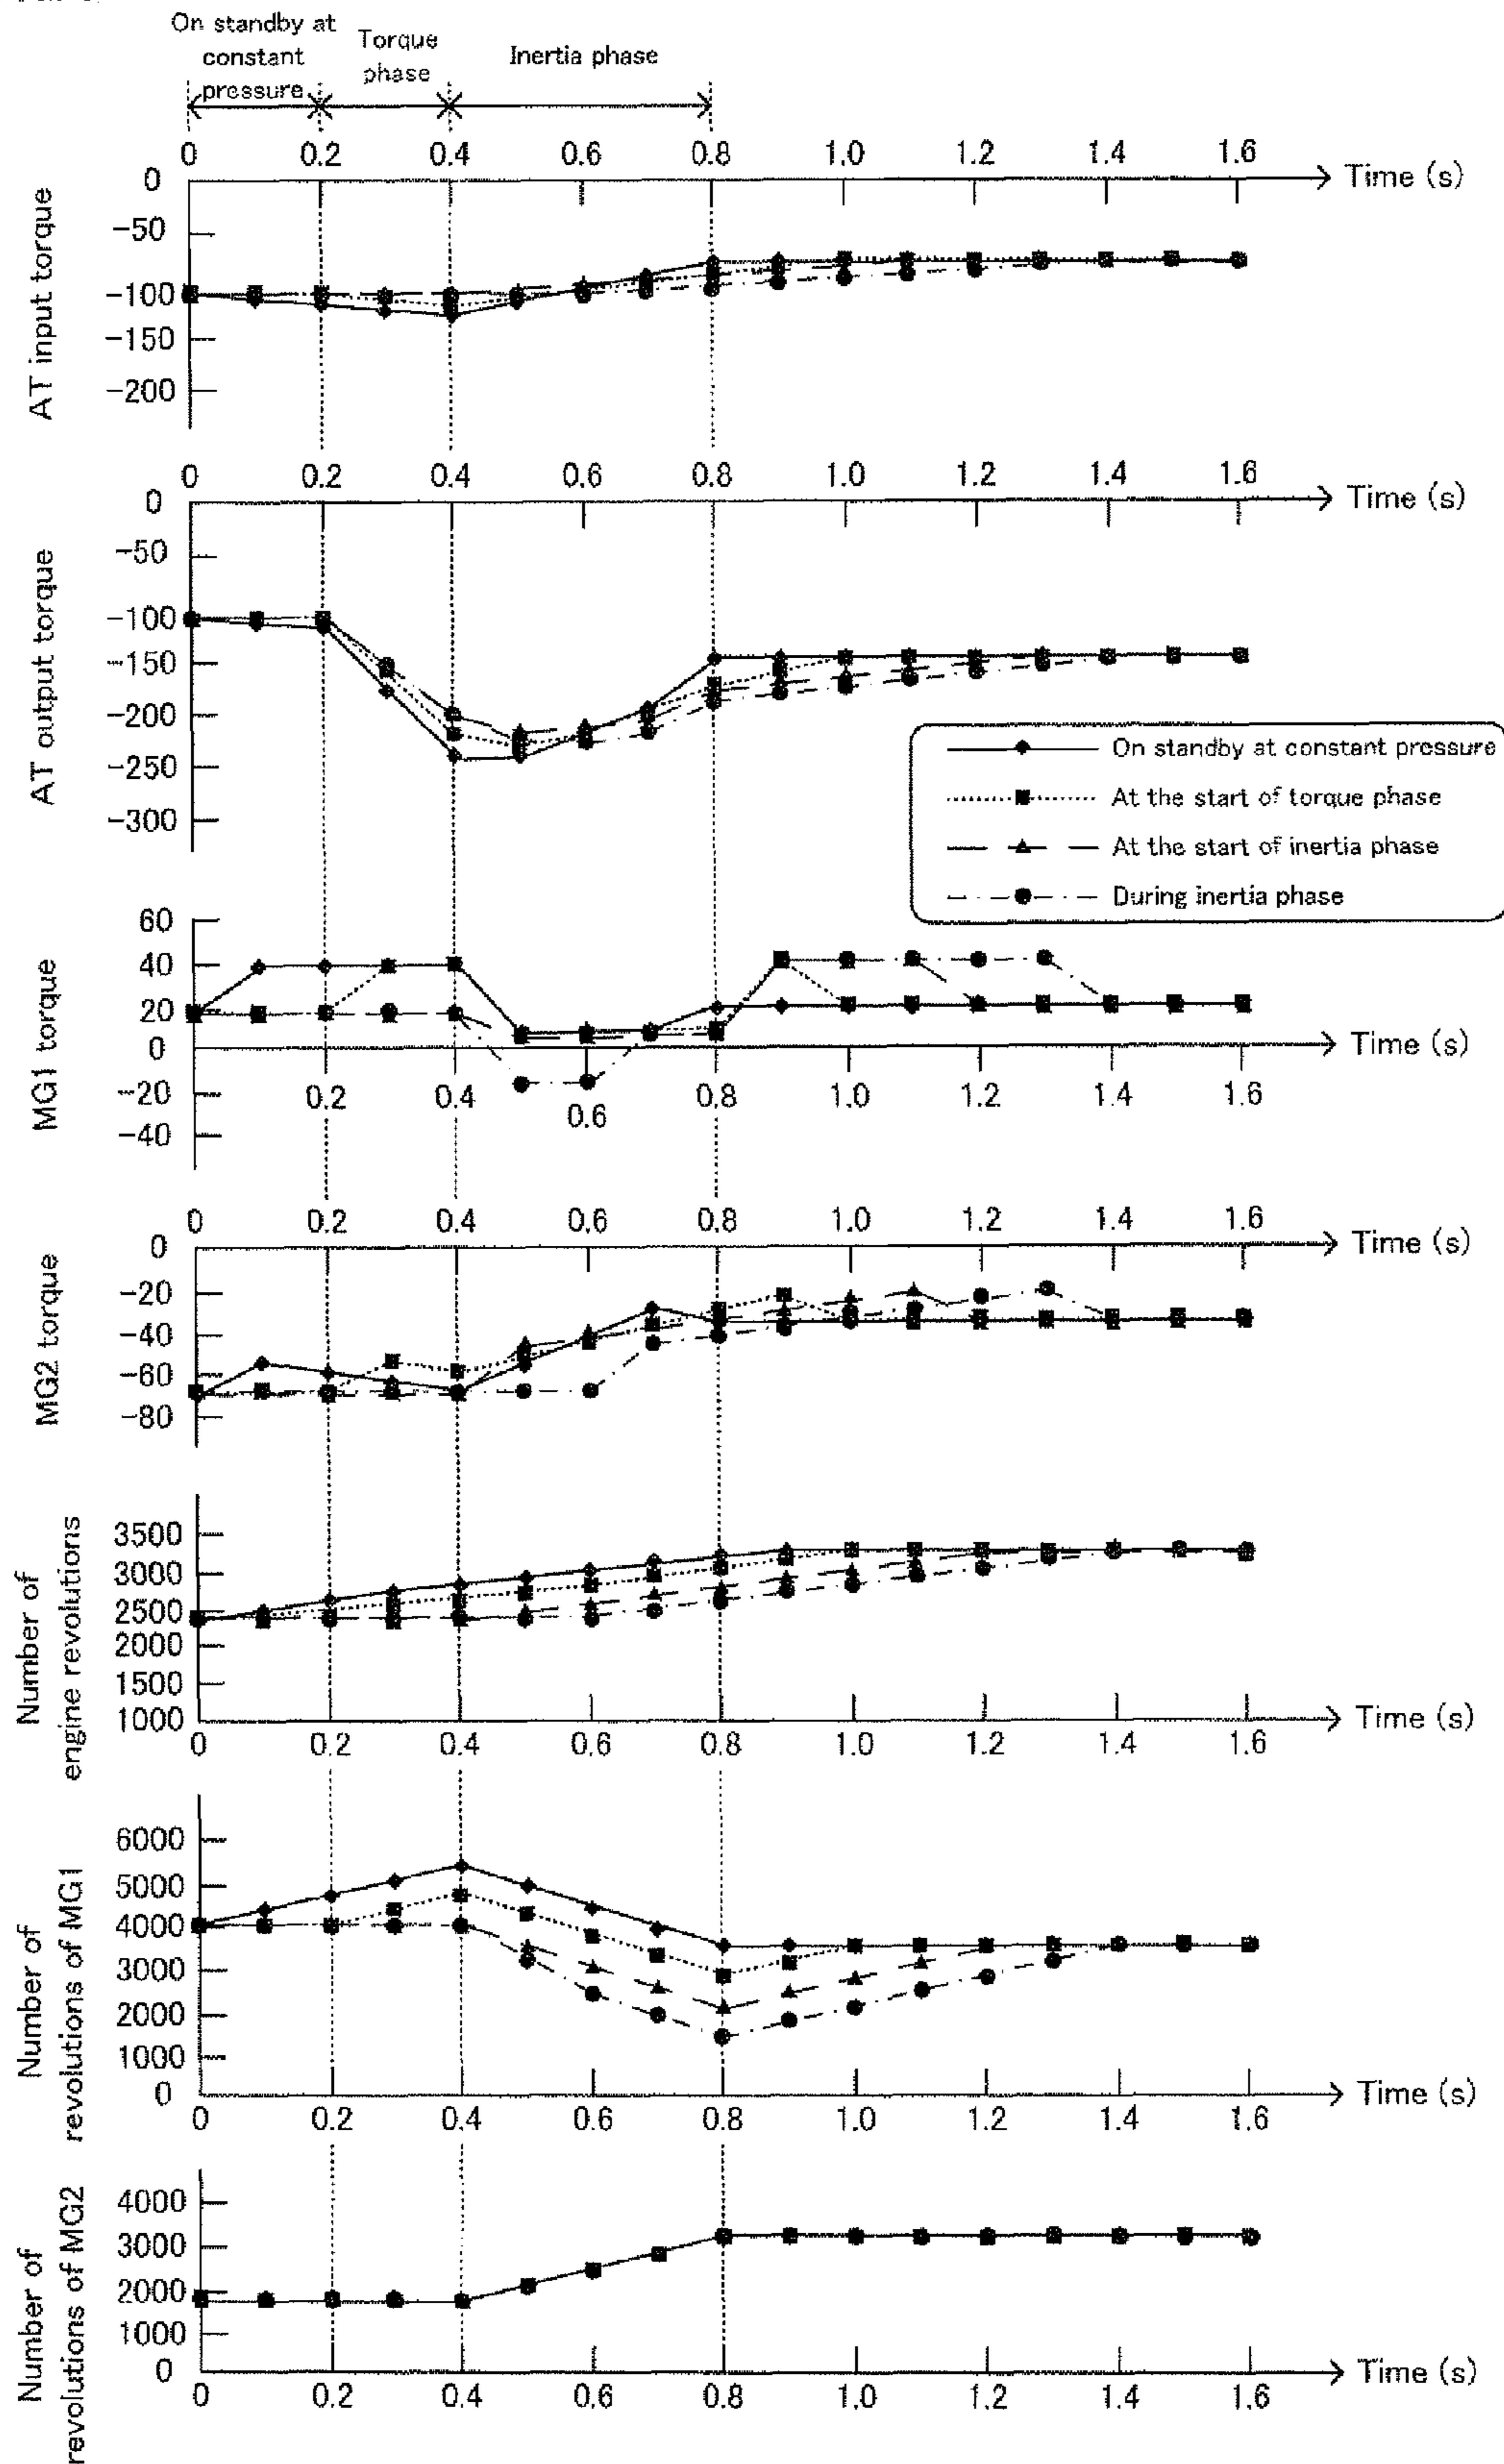 On standby at
constant
pressure
Torque
phase
Inertia phase
0 0.2 0.4 0.6 0.8 1.0 1.2 1.4 1.6
Time (s)
AT input torque
0
-50
-100
-150
-200
0 0.2 0.4 0.6 0.8 1.0 1.2 1.4 1.6
Time (s)
AT output torque
0
-50
-100
-150
-200
-250
-300
On standby at constant pressure
At the start of torque phase
At the start of inertia phase
During inertia phase
MG1 torque
60
40
20
0
-20
-40
Time (s)
0.2 0.4 0.6 0.8 1.0 1.2 1.4 1.6
0 0.2 0.4 0.6 0.8 1.0 1.2 1.4 1.6
Time (s)
MG2 torque
0
-20
-40
-60
-80
Number of
engine revolutions
3500
3000
2500
2000
1500
1000
Time (s)
0 0.2 0.4 0.6 0.8 1.0 1.2 1.4 1.6
Number of
revolutions of MG1
6000
5000
4000
3000
2000
1000
0
Time (s)
0 0.2 0.4 0.6 0.8 1.0 1.2 1.4 1.6
Number of
revolutions of MG2
4000
3000
2000
1000
0
Time (s)
0 0.2 0.4 0.6 0.8 1.0 1.2 1.4 1.6